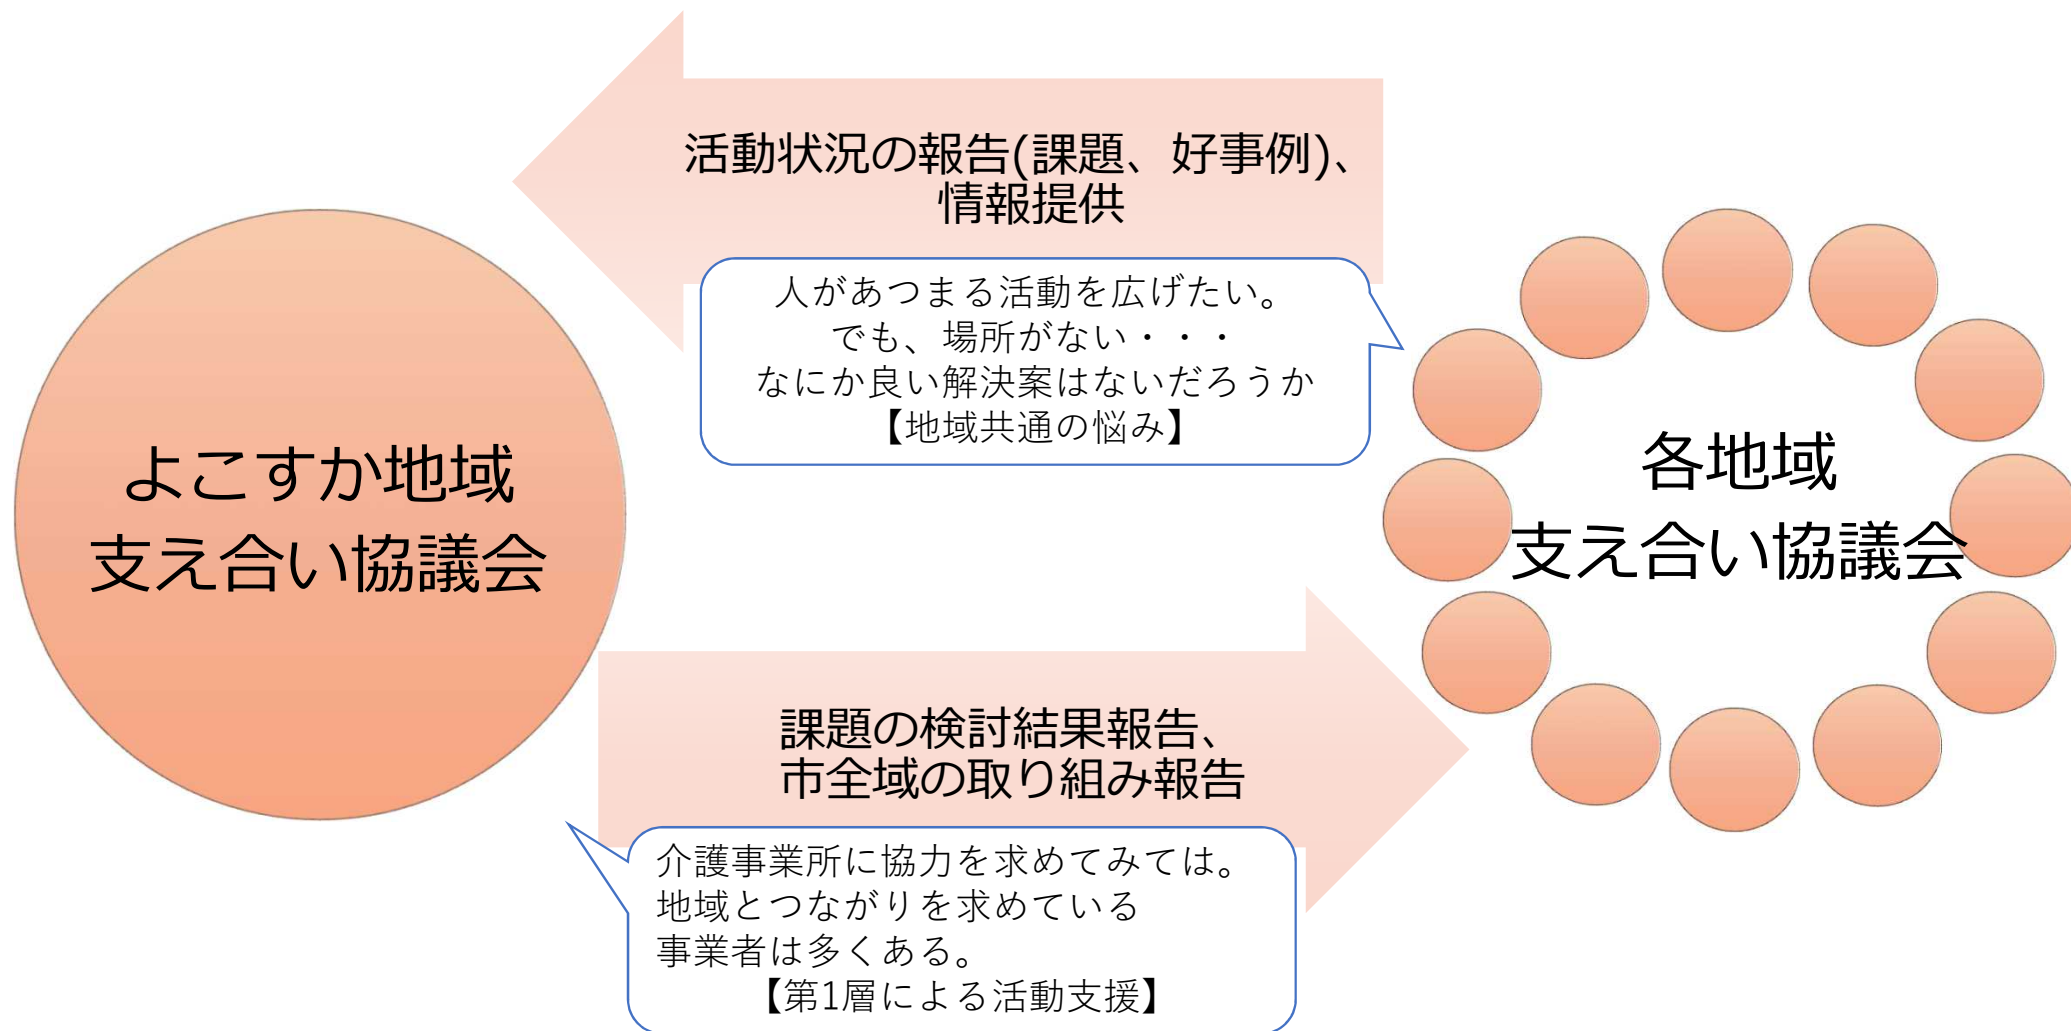 活動状況の報告(課題、好事例)、
情報提供
人があつまる活動を広げたい。
でも、場所がない・・・
なにか良い解決案はないだろうか
【地域共通の悩み】
よこすか地域
支え合い協議会
各地域
支え合い協議会
課題の検討結果報告、
市全域の取り組み報告
介護事業所に協力を求めてみては。
地域とつながりを求めている
事業者は多くある。
【第1層による活動支援】